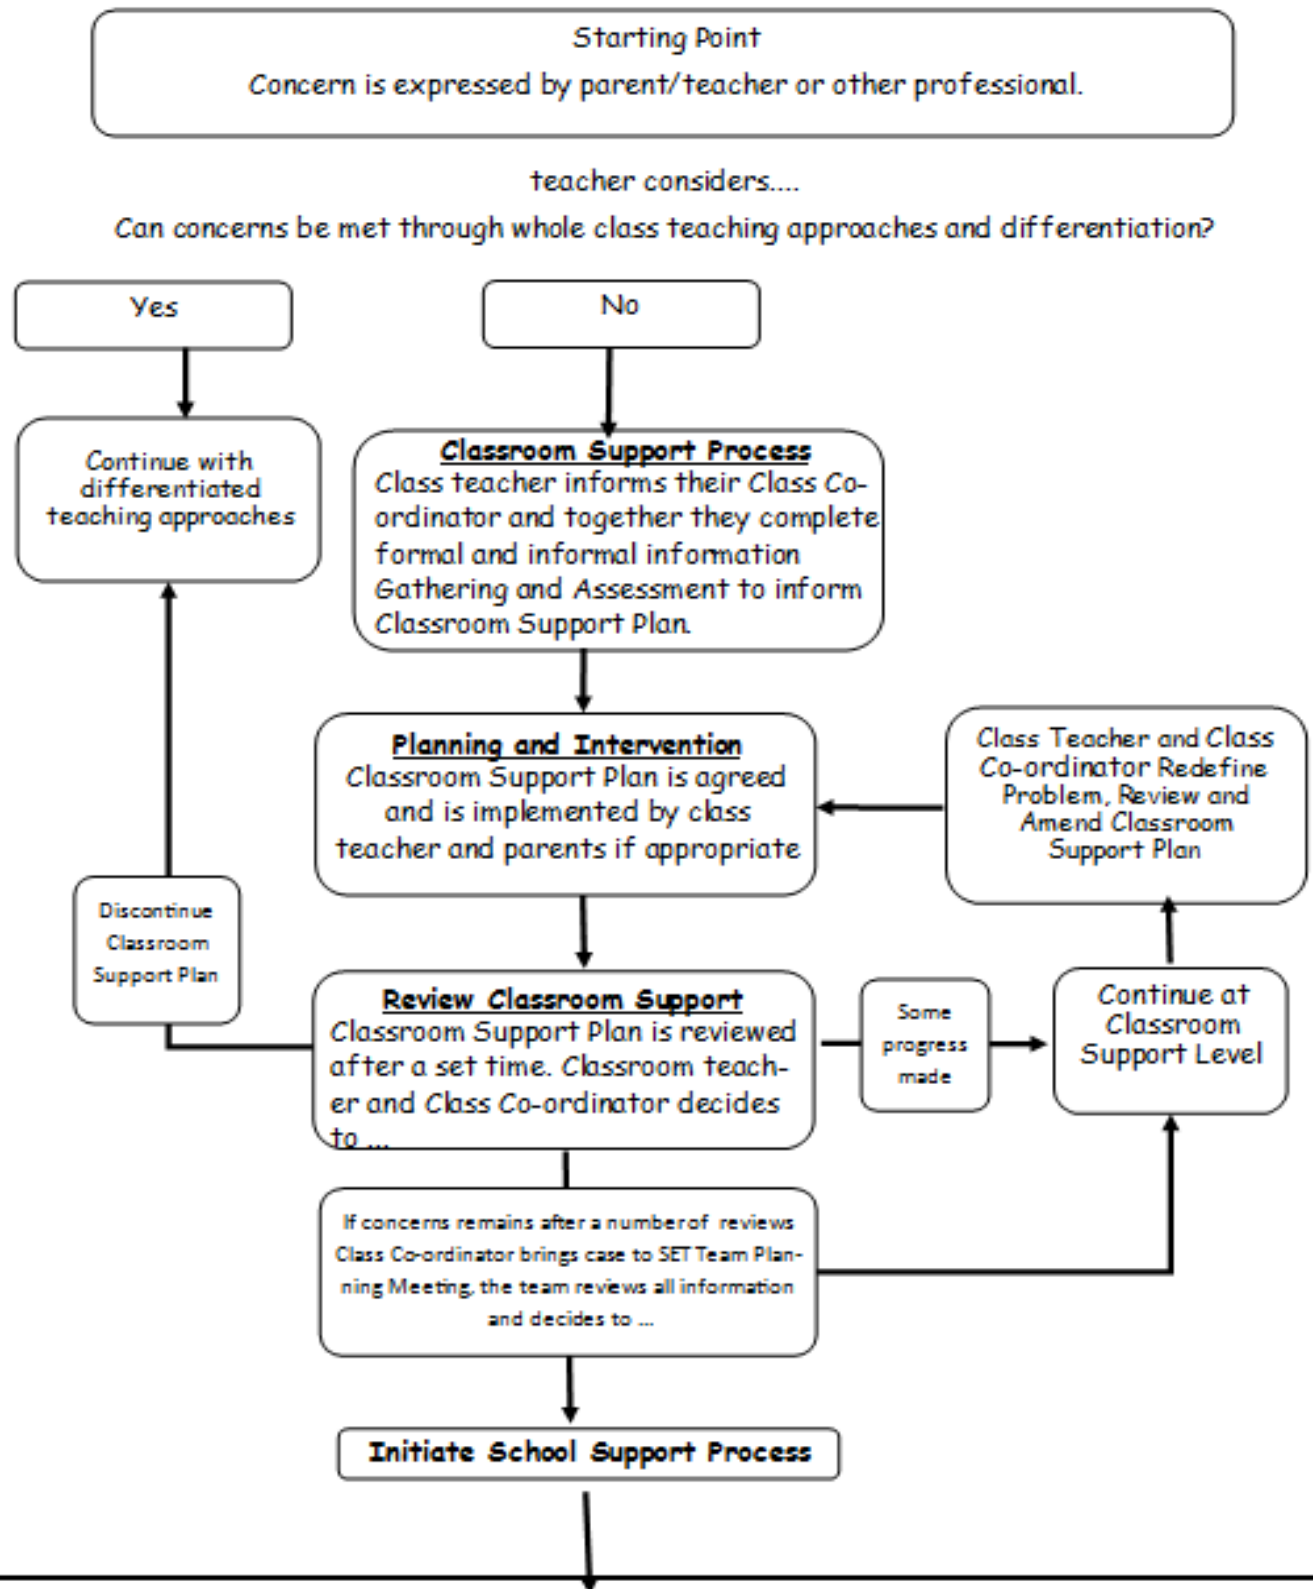 Starting Point
Concern is expressed by parent/teacher or other professional.
teacher considers....
Can concerns be met through whole class teaching approaches and differentiation?
Yes
No
Continue with
differentiated
teaching approaches
Classroom Support Process
Class teacher informs their Class Co-
ordinator and together they complete
formal and informal information
Gathering and Assessment to inform
Classroom Support Plan.
Planning and Intervention
Classroom Support Plan is agreed
and is implemented by class
teacher and parents if appropriate
Class Teacher and Class
Co-ordinator Redefine
Problem, Review and
Amend Classroom
Support Plan
Discontinue
Classroom
Support Plan
Review Classroom Support
Classroom Support Plan is reviewed
after a set time. Classroom teach-
er and Class Co-ordinator decides
to ...
Some
progress
made
Continue at
Classroom
Support Level
If concerns remains after a number of reviews
Class Co-ordinator brings case to SET Team Plan-
ning Meeting, the team reviews all information
and decides to ...
Initiate School Support Process